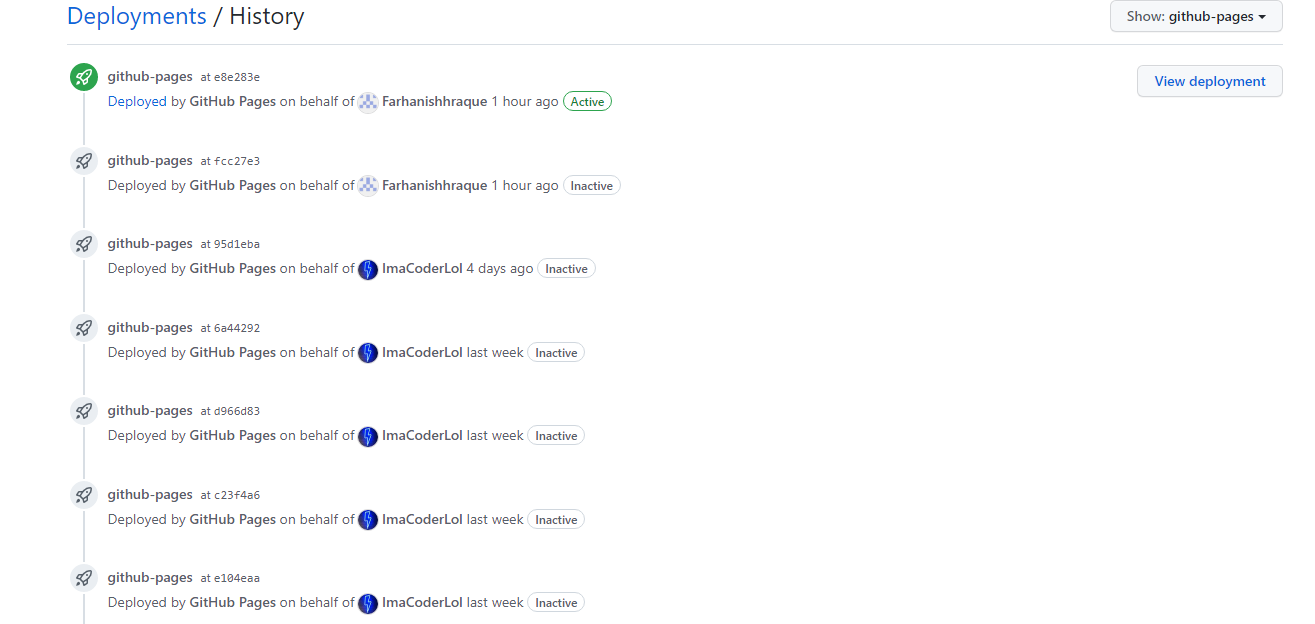 Deployments / History
Show: github-pages
github-pages at e8e283e
View deployment
Deployed by GitHub Pages on behalf of Farhanishhraque 1 hour ago Active
github-pages at fcc27e3
Deployed by GitHub Pages on behalf of Farhanishhraque 1 hour ago Inactive
github-pages at 95d1eba
Deployed by GitHub Pages on behalf of ImaCoderLol 4 days ago Inactive
github-pages at 6a44292
Deployed by GitHub Pages on behalf of ImaCoderLol last week Inactive
github-pages at d966d83
Deployed by GitHub Pages on behalf of ImaCoderLol last week Inactive
github-pages at c23f4a6
Deployed by GitHub Pages on behalf of ImaCoderLol last week Inactive
github-pages at e104eaa
Deployed by GitHub Pages on behalf of ImaCoderLol last week Inactive